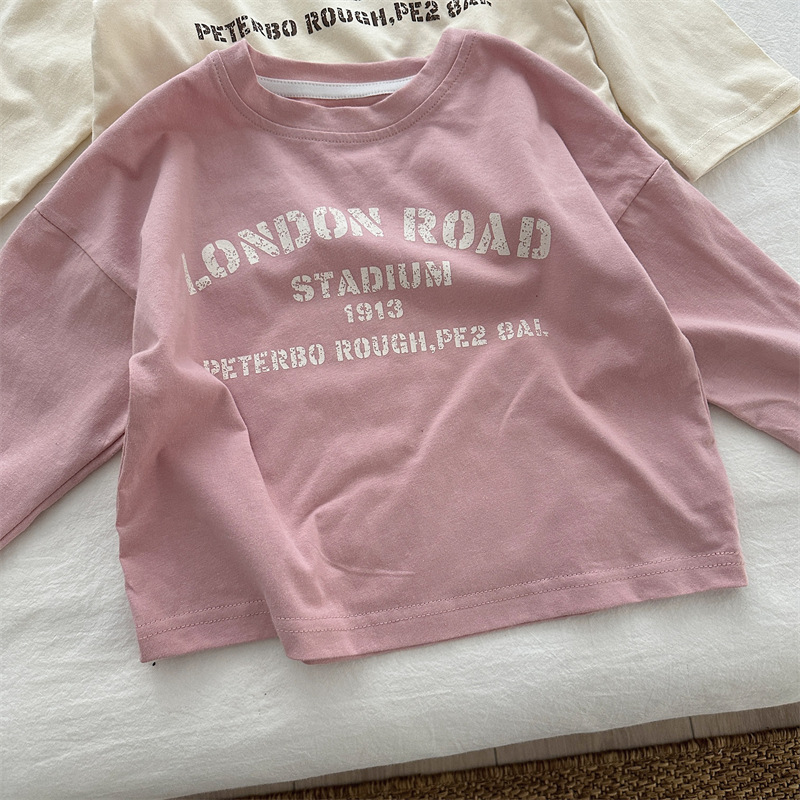 PETERBO ROUGH,PE2 8AL
LONDON ROAD
STADIUM
1913
PETERBO ROUGH,PE2 8AL